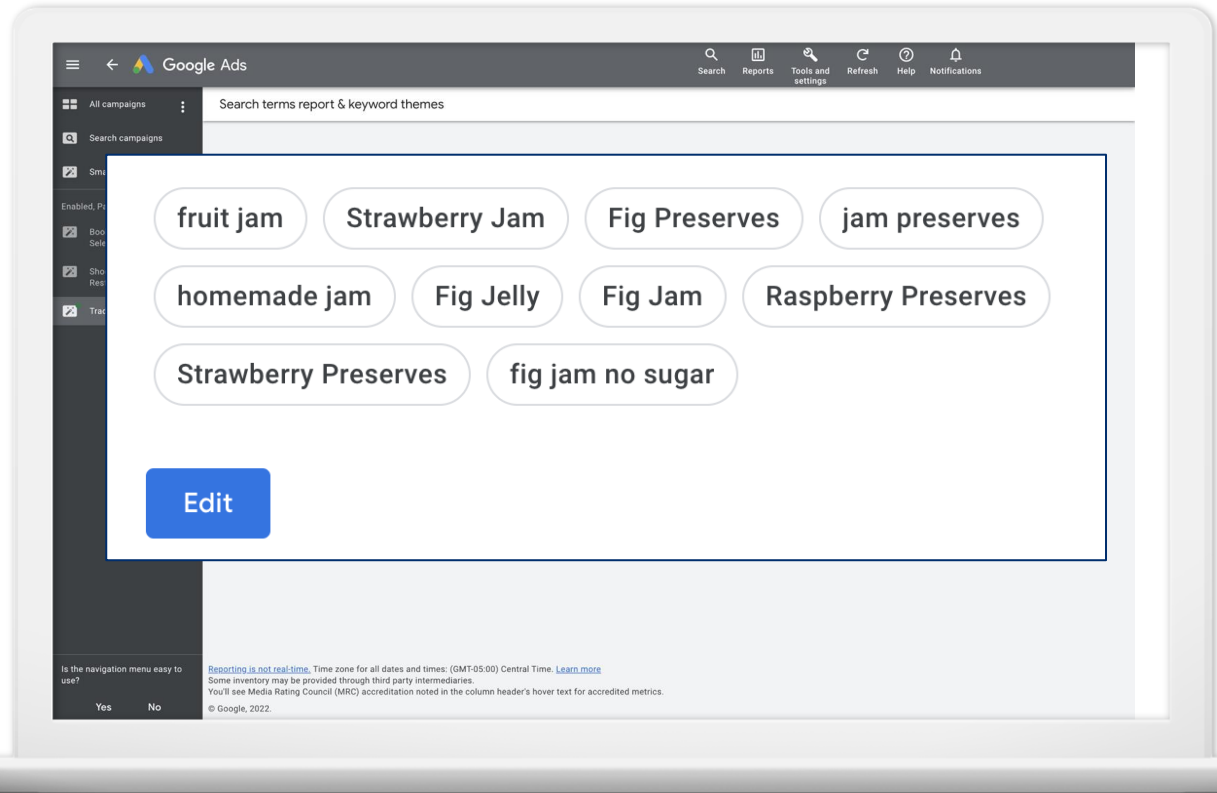 Google Ads
Search
Reports
Tools and
settings
Refresh
Help
Notifications
All campaigns
Search campaigns
Enabled,
Search terms report & keyword themes
fruit jam
Strawberry Jam
Fig Preserves
jam preserves
homemade jam
Fig Jelly
Fig Jam
Raspberry Preserves
Strawberry Preserves
fig jam no sugar
Edit
Is the navigation menu easy to
use?
Yes
No
Reporting is not real-time. Time zone for all dates and times: (GMT-05:00) Central Time. Learn more
Some inventory may be provided through third party intermediaries.
You'll see Media Rating Council (MRC) accreditation noted in the column header's hover text for accredited metrics.
© Google, 2022.